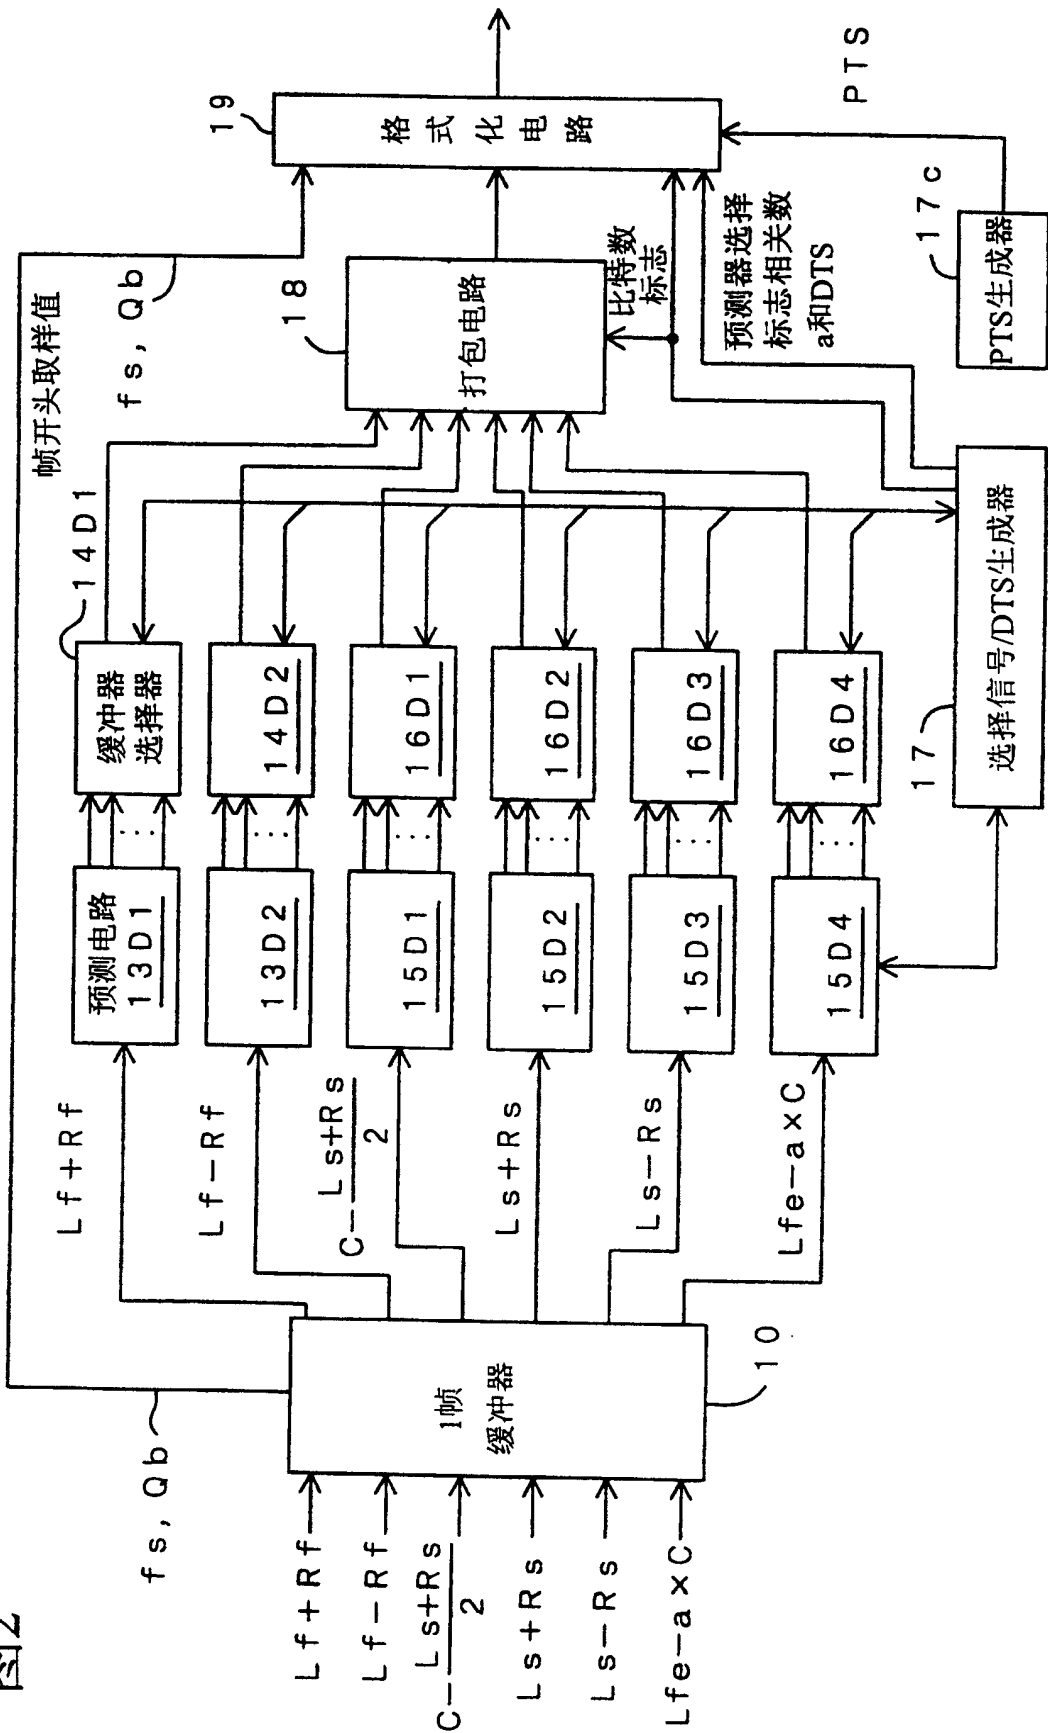 图2
Lf+Rf
Lf-Rf
C-(Ls+Rs)/2
Ls+Rs
Ls-Rs
Lfe-a×C
fs, Qb
1帧
缓冲器
10
Lf+Rf
Lf-Rf
C-(Ls+Rs)/2
Ls+Rs
Ls-Rs
Lfe-a×C
预测电路
13D1
13D2
15D1
15D2
15D3
15D4
缓冲器
选择器
14D1
14D2
16D1
16D2
16D3
16D4
17
选择信号/DTS生成器
帧开头取样值
fs, Qb
18
打包电路
比特数
标志
预测器选择
标志相关数
a和DTS
17c
PTS生成器
PTS
19
格式化电路